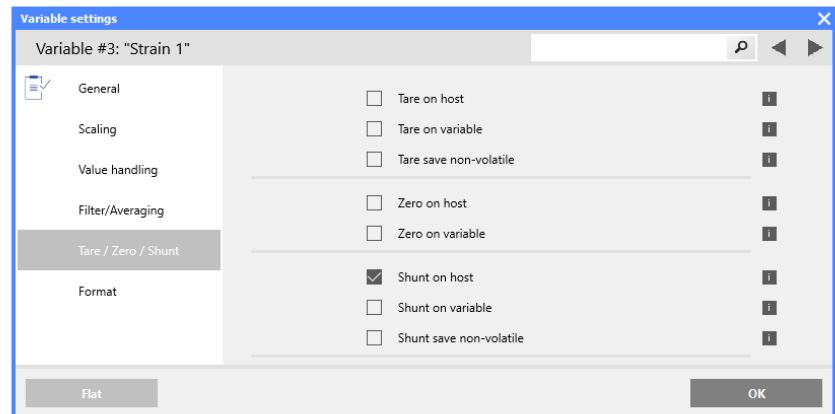 Variable settings
Variable #3: "Strain 1"
General
Scaling
Value handling
Filter/Averaging
Tare / Zero / Shunt
Format
Tare on host
Tare on variable
Tare save non-volatile
Zero on host
Zero on variable
Shunt on host
Shunt on variable
Shunt save non-volatile
Flat
OK